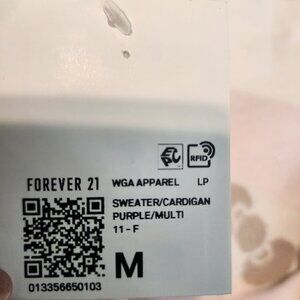 RFID
FOREVER 21
WGA APPAREL LP
SWEATER/CARDIGAN
PURPLE/MULTI
11 - F
M
013356650103